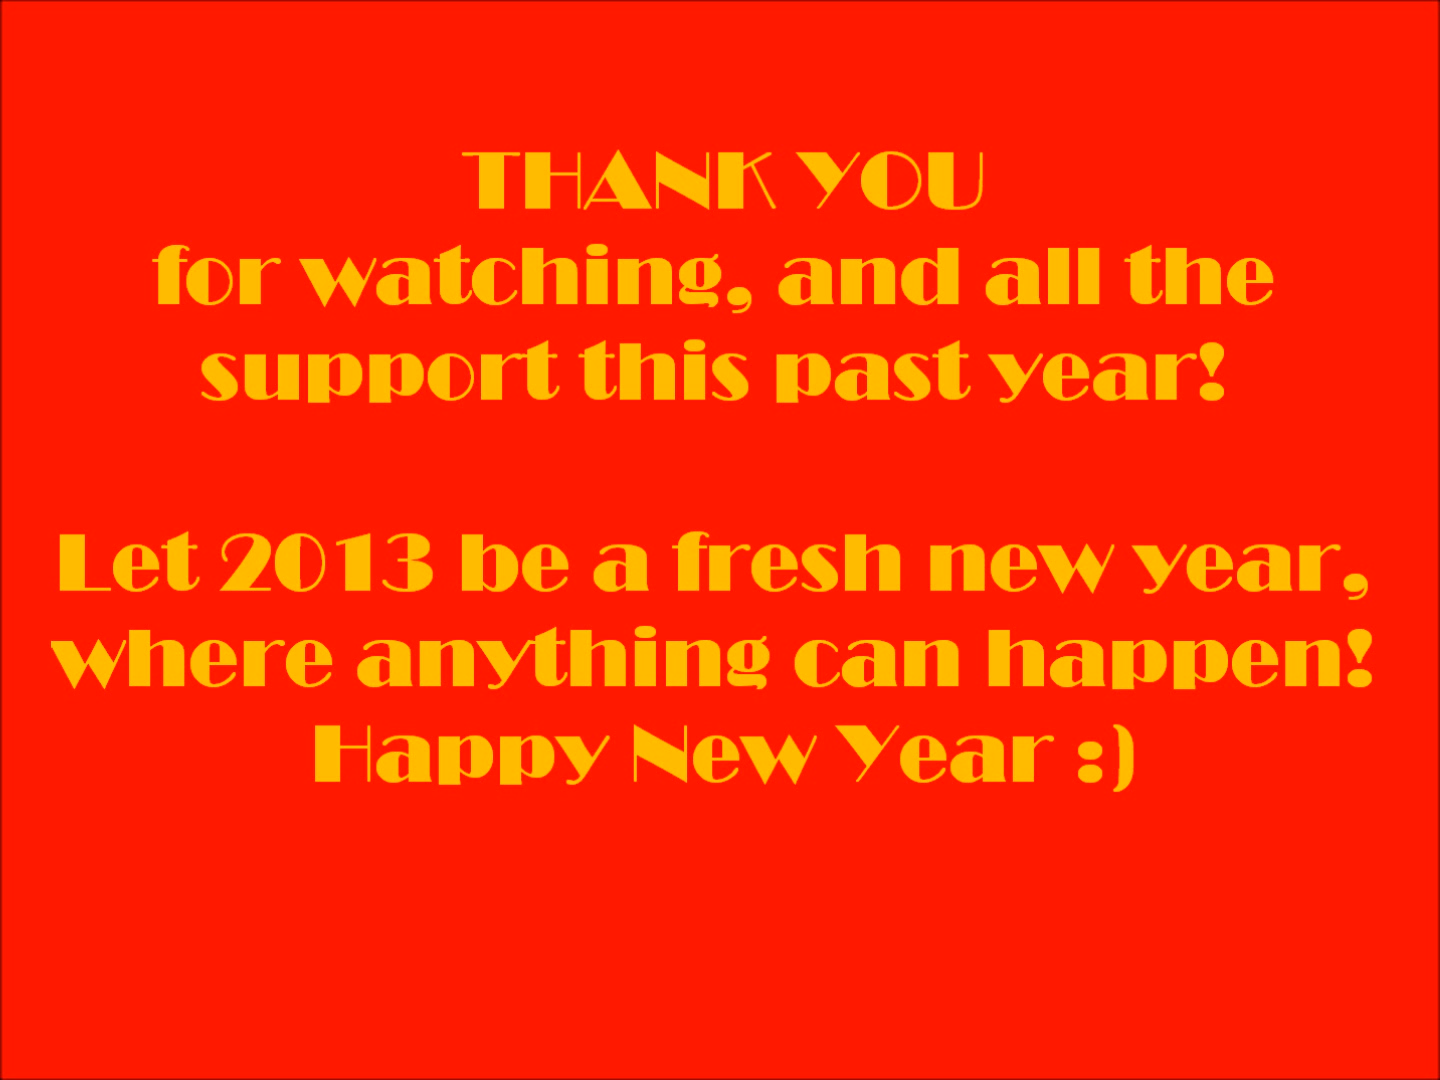 THANK YOU
for watching, and all the
support this past year!
Let 2013 be a fresh new year,
where anything can happen!
Happy New Year :)